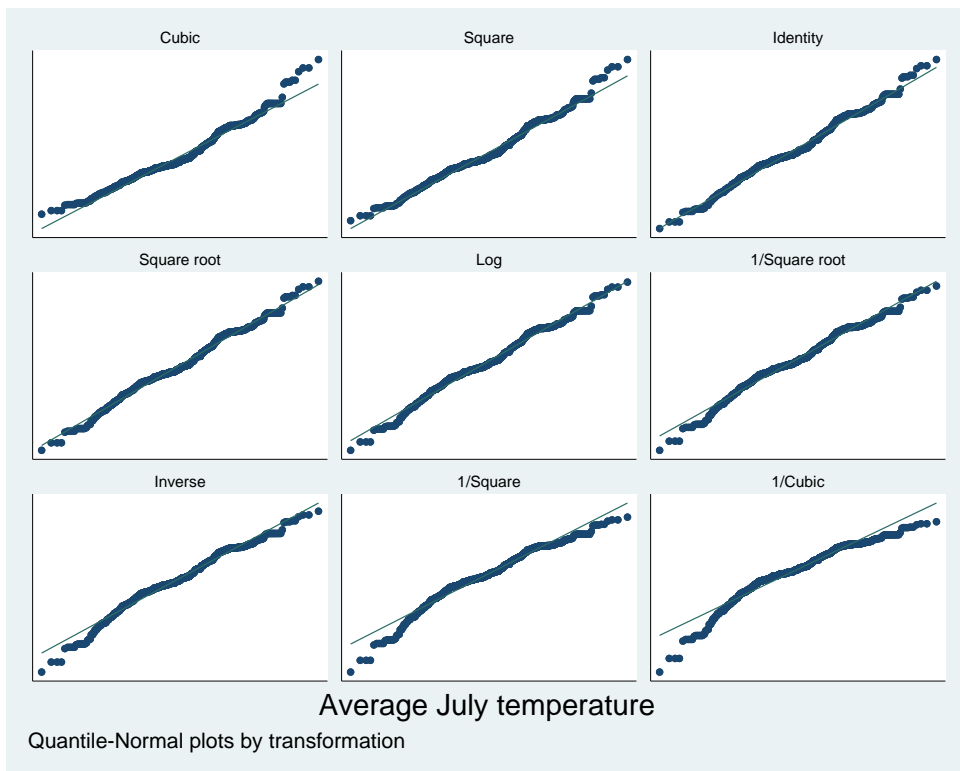 Cubic
Square
Identity
Square root
Log
1/Square root
Inverse
1/Square
1/Cubic
Average July temperature
Quantile-Normal plots by transformation